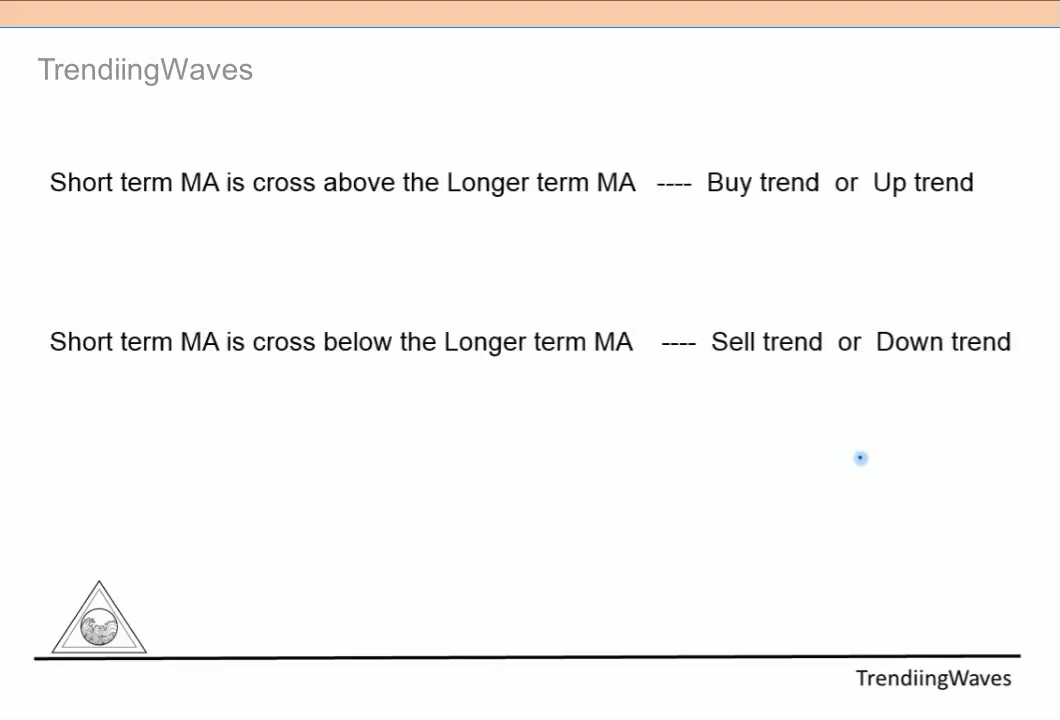 TrendiingWaves
Short term MA is cross above the Longer term MA ---- Buy trend or Up trend
Short term MA is cross below the Longer term MA ---- Sell trend or Down trend
TrendiingWaves